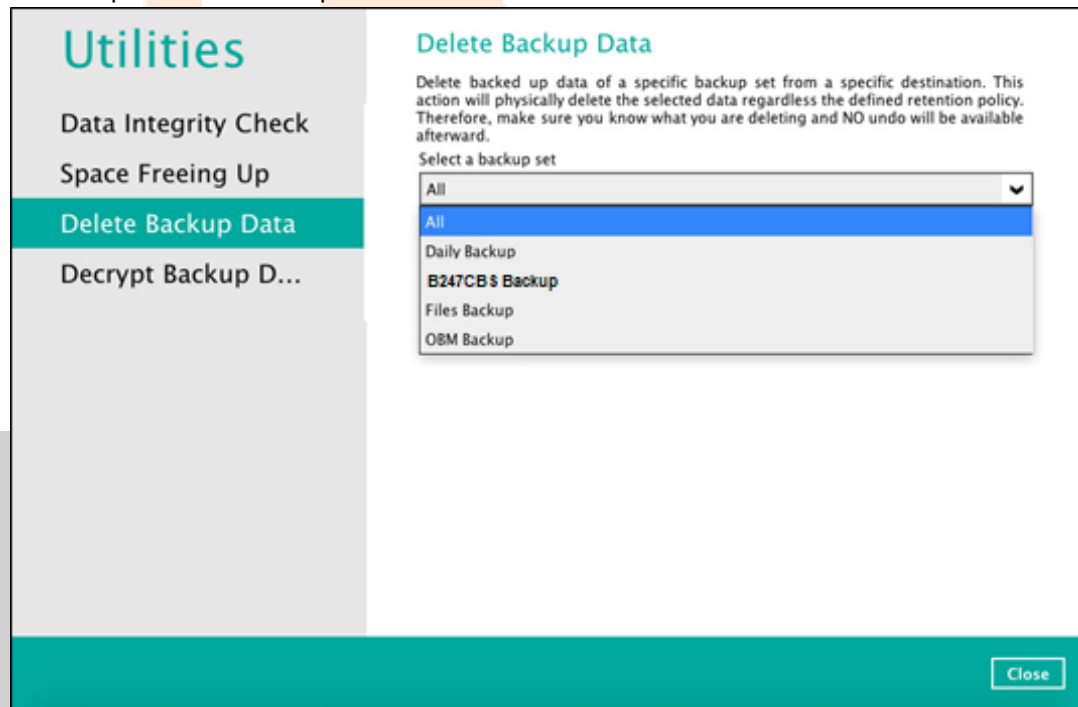 Utilities
Data Integrity Check
Space Freeing Up
Delete Backup Data
Decrypt Backup D...
Delete Backup Data
Delete backed up data of a specific backup set from a specific destination. This
action will physically delete the selected data regardless the defined retention policy.
Therefore, make sure you know what you are deleting and NO undo will be available
afterward.
Select a backup set
All
All
Daily Backup
B247CBS Backup
Files Backup
OBM Backup
Close